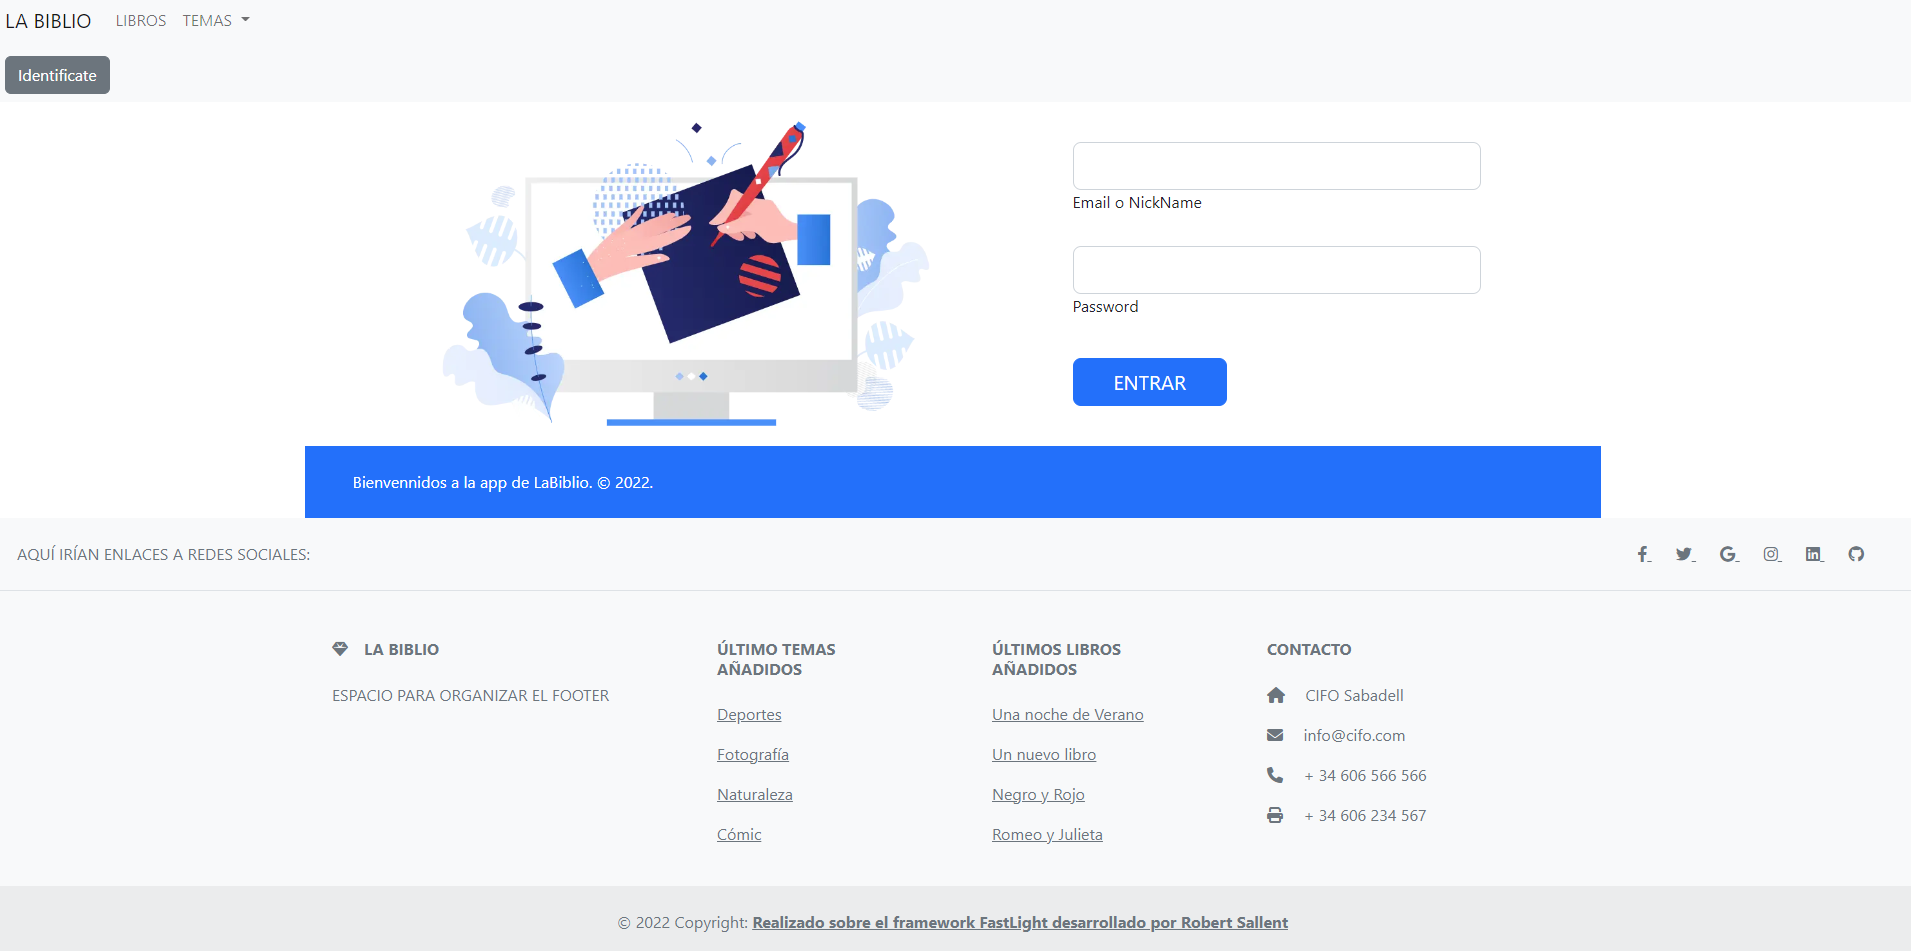 LA BIBLIO LIBROS TEMAS
Identificate
Email o NickName
Password
ENTRAR
Bienvennidos a la app de LaBiblio. © 2022.
AQUÍ IRÍAN ENLACES A REDES SOCIALES:
LA BIBLIO
ESPACIO PARA ORGANIZAR EL FOOTER
ÚLTIMO TEMAS
AÑADIDOS
Deportes
Fotografía
Naturaleza
Cómic
ÚLTIMOS LIBROS
AÑADIDOS
Una noche de Verano
Un nuevo libro
Negro y Rojo
Romeo y Julieta
CONTACTO
CIFO Sabadell
info@cifo.com
+ 34 606 566 566
+ 34 606 234 567
© 2022 Copyright: Realizado sobre el framework FastLight desarrollado por Robert Sallent